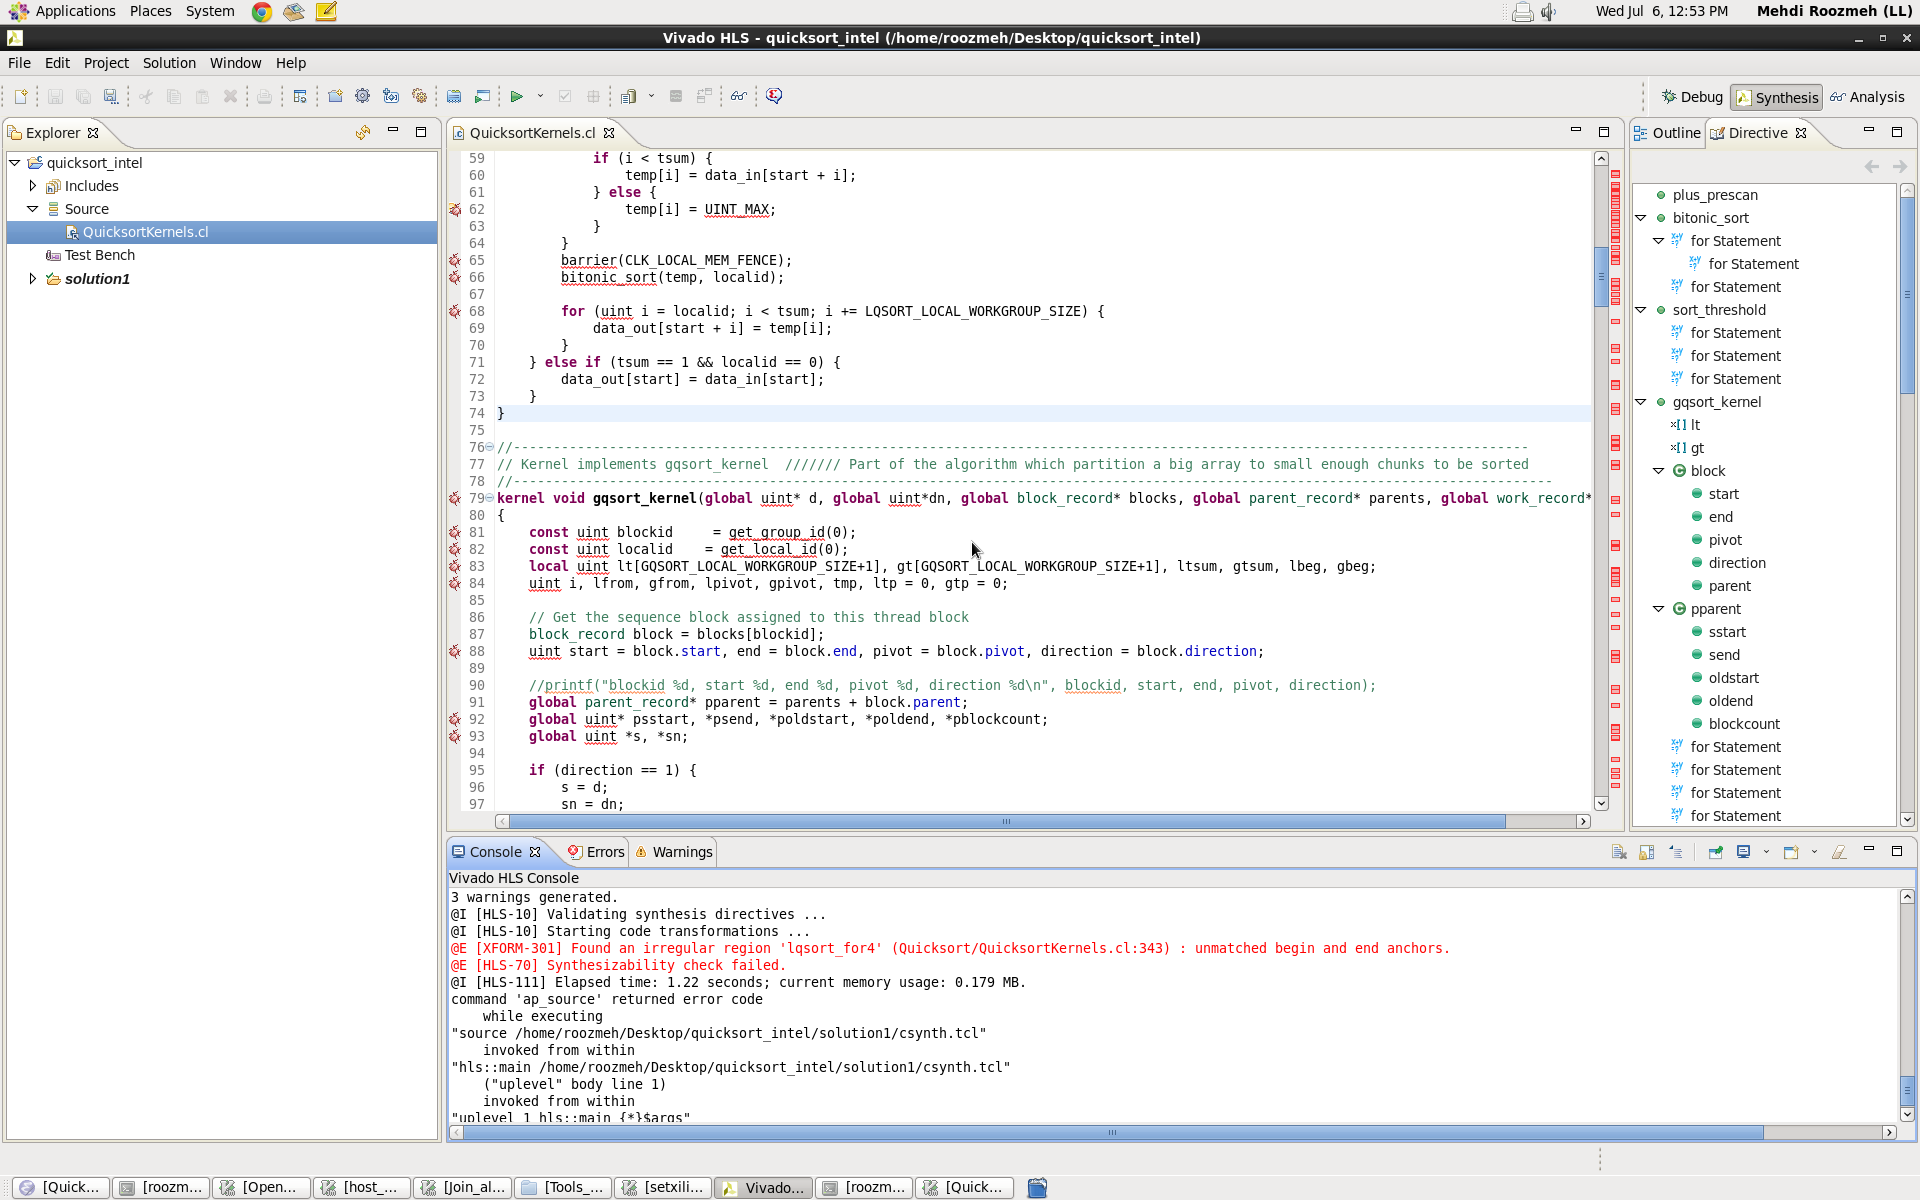 Applications Places System Wed Jul 6, 12:53 PM Mehdi Roozmeh (LL)
Vivado HLS - quicksort_intel (/home/roozmeh/Desktop/quicksort_intel)
File Edit Project Solution Window Help
Debug Synthesis Analysis
Explorer
quicksort_intel
Includes
Source
QuicksortKernels.cl
Test Bench
solution1
QuicksortKernels.cl
59 if (i < tsum) {
60 temp[i] = data_in[start + i];
61 } else {
62 temp[i] = UINT_MAX;
63 }
64 }
65 barrier(CLK_LOCAL_MEM_FENCE);
66 bitonic_sort(temp, localid);
67
68 for (uint i = localid; i < tsum; i += LQSORT_LOCAL_WORKGROUP_SIZE) {
69 data_out[start + i] = temp[i];
70 }
71 } else if (tsum == 1 && localid == 0) {
72 data_out[start] = data_in[start];
73 }
74 }
75
76 //-------------------------------------------------------------------------------------------------------------------------------
77 // Kernel implements gqsort_kernel /////// Part of the algorithm which partition a big array to small enough chunks to be sorted
78 //----------------------------------------------------------------------------------------------------------------------------------
79 kernel void gqsort_kernel(global uint* d, global uint*dn, global block_record* blocks, global parent_record* parents, global work_record*
80 {
81 const uint blockid = get_group_id(0);
82 const uint localid = get_local_id(0);
83 local uint lt[GQSORT_LOCAL_WORKGROUP_SIZE+1], gt[GQSORT_LOCAL_WORKGROUP_SIZE+1], ltsum, gtsum, lbeg, gbeg;
84 uint i, lfrom, gfrom, lpivot, gpivot, tmp, ltp = 0, gtp = 0;
85
86 // Get the sequence block assigned to this thread block
87 block_record block = blocks[blockid];
88 uint start = block.start, end = block.end, pivot = block.pivot, direction = block.direction;
89
90 //printf("blockid %d, start %d, end %d, pivot %d, direction %d\n", blockid, start, end, pivot, direction);
91 global parent_record* pparent = parents + block.parent;
92 global uint* psstart, *psend, *poldstart, *poldend, *pblockcount;
93 global uint *s, *sn;
94
95 if (direction == 1) {
96 s = d;
97 sn = dn;
Outline Directive
plus_prescan
bitonic_sort
for Statement
for Statement
for Statement
sort_threshold
for Statement
for Statement
for Statement
gqsort_kernel
lt
gt
block
start
end
pivot
direction
parent
pparent
sstart
send
oldstart
oldend
blockcount
for Statement
for Statement
for Statement
for Statement
Console Errors Warnings
Vivado HLS Console
3 warnings generated.
@I [HLS-10] Validating synthesis directives ...
@I [HLS-10] Starting code transformations ...
@E [XFORM-301] Found an irregular region 'lqsort_for4' (Quicksort/QuicksortKernels.cl:343) : unmatched begin and end anchors.
@E [HLS-70] Synthesizability check failed.
@I [HLS-111] Elapsed time: 1.22 seconds; current memory usage: 0.179 MB.
command 'ap_source' returned error code
while executing
"source /home/roozmeh/Desktop/quicksort_intel/solution1/csynth.tcl"
invoked from within
"hls::main /home/roozmeh/Desktop/quicksort_intel/solution1/csynth.tcl"
("uplevel" body line 1)
invoked from within
"uplevel 1 hls::main {*}$args"
[Quick... [roozm... [Open... [host_... [Join_al... [Tools_... [setxili... Vivado... [roozm... [Quick...